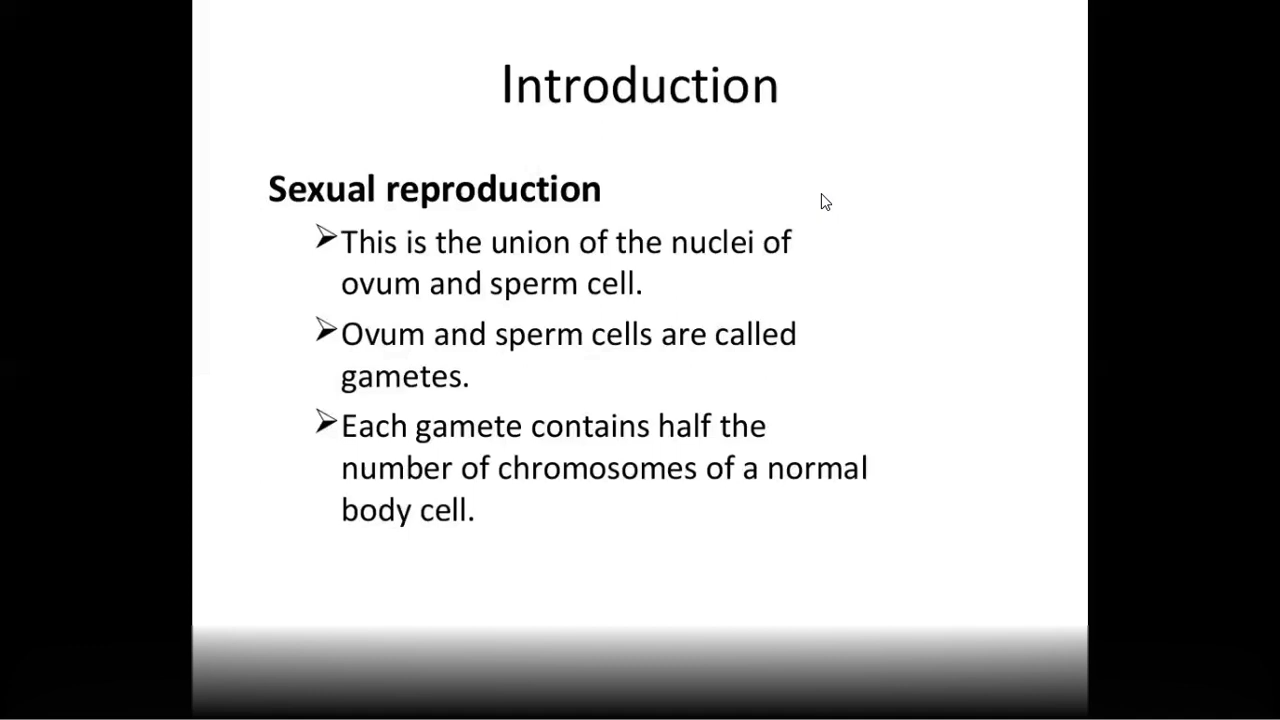 Introduction
Sexual reproduction
➢This is the union of the nuclei of
ovum and sperm cell.
➢Ovum and sperm cells are called
gametes.
➢Each gamete contains half the
number of chromosomes of a normal
body cell.